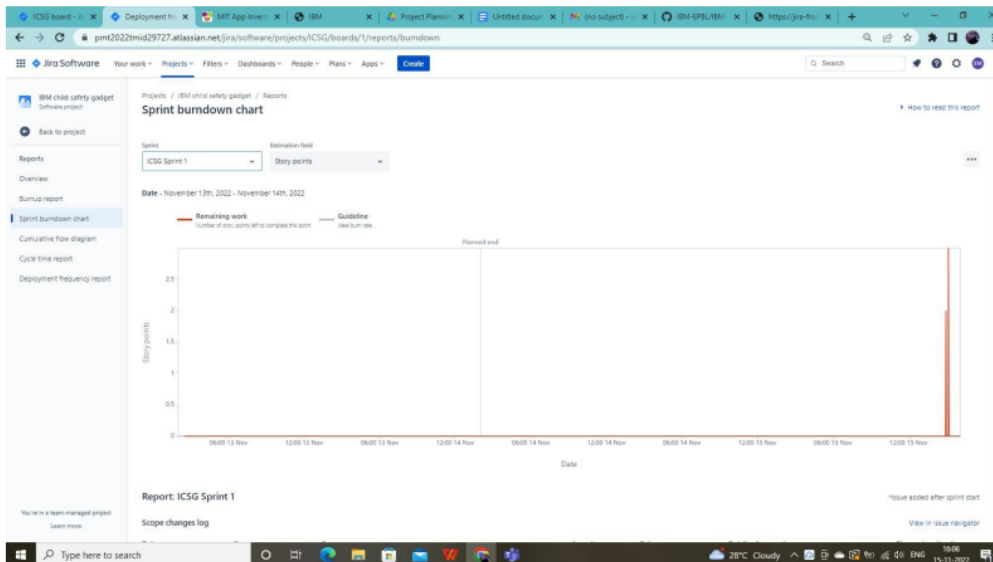 ICSG board - A
Deployment fre
MIT App Invent
IBM
Project Plannin
Untitled docum
(no subject) -
IBM-EPBL/IBM-
https://jira-fron
pmt2022tmid29727.atlassian.net/jira/software/projects/ICSG/boards/1/reports/burndown
Jira Software Your work Projects Filters Dashboards People Plans Apps Create
Search
IBM child safety gadget
Software project
Back to project
Reports
Overview
Burnup report
Sprint burndown chart
Cumulative flow diagram
Cycle time report
Deployment frequency report
You're in a team-managed project
Learn more
Projects / IBM child safety gadget / Reports
Sprint burndown chart
How to read this report
Sprint Estimation field
ICSG Sprint 1 Story points
Date - November 13th, 2022 - November 14th, 2022
Remaining work
Number of story points left to complete this sprint
Guideline
Ideal burn rate
Planned end
Story points
2.5
2
1.5
1
0.5
0
06:00 13 Nov 12:00 13 Nov 06:00 13 Nov 12:00 14 Nov 06:00 14 Nov 12:00 14 Nov 06:00 14 Nov 12:00 15 Nov 06:00 15 Nov 12:00 15 Nov
Date
Report: ICSG Sprint 1
*Issue added after sprint start
Scope changes log
View in issue navigator
Type here to search
28°C Cloudy
ENG
16:06
15-11-2022